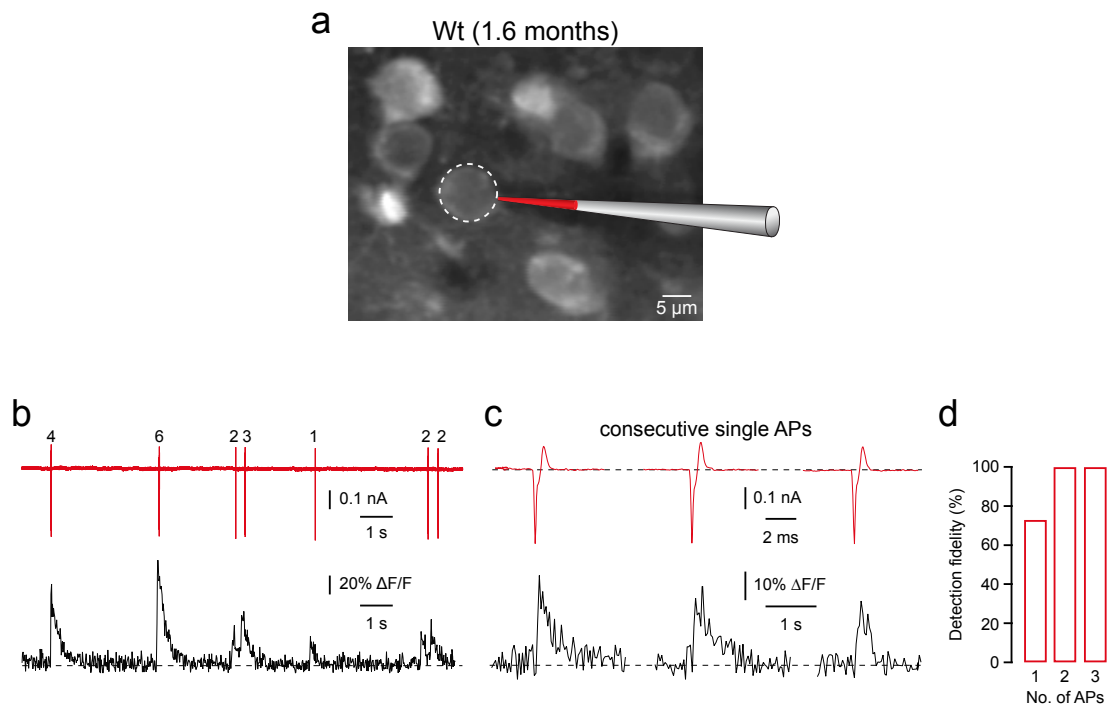 a
Wt (1.6 months)
5 µm
b
4 6 2 3 1 2 2
0.1 nA
1 s
20% ΔF/F
1 s
c
consecutive single APs
0.1 nA
2 ms
10% ΔF/F
1 s
d
Detection fidelity (%)
100
80
60
40
20
0
1 2 3
No. of APs